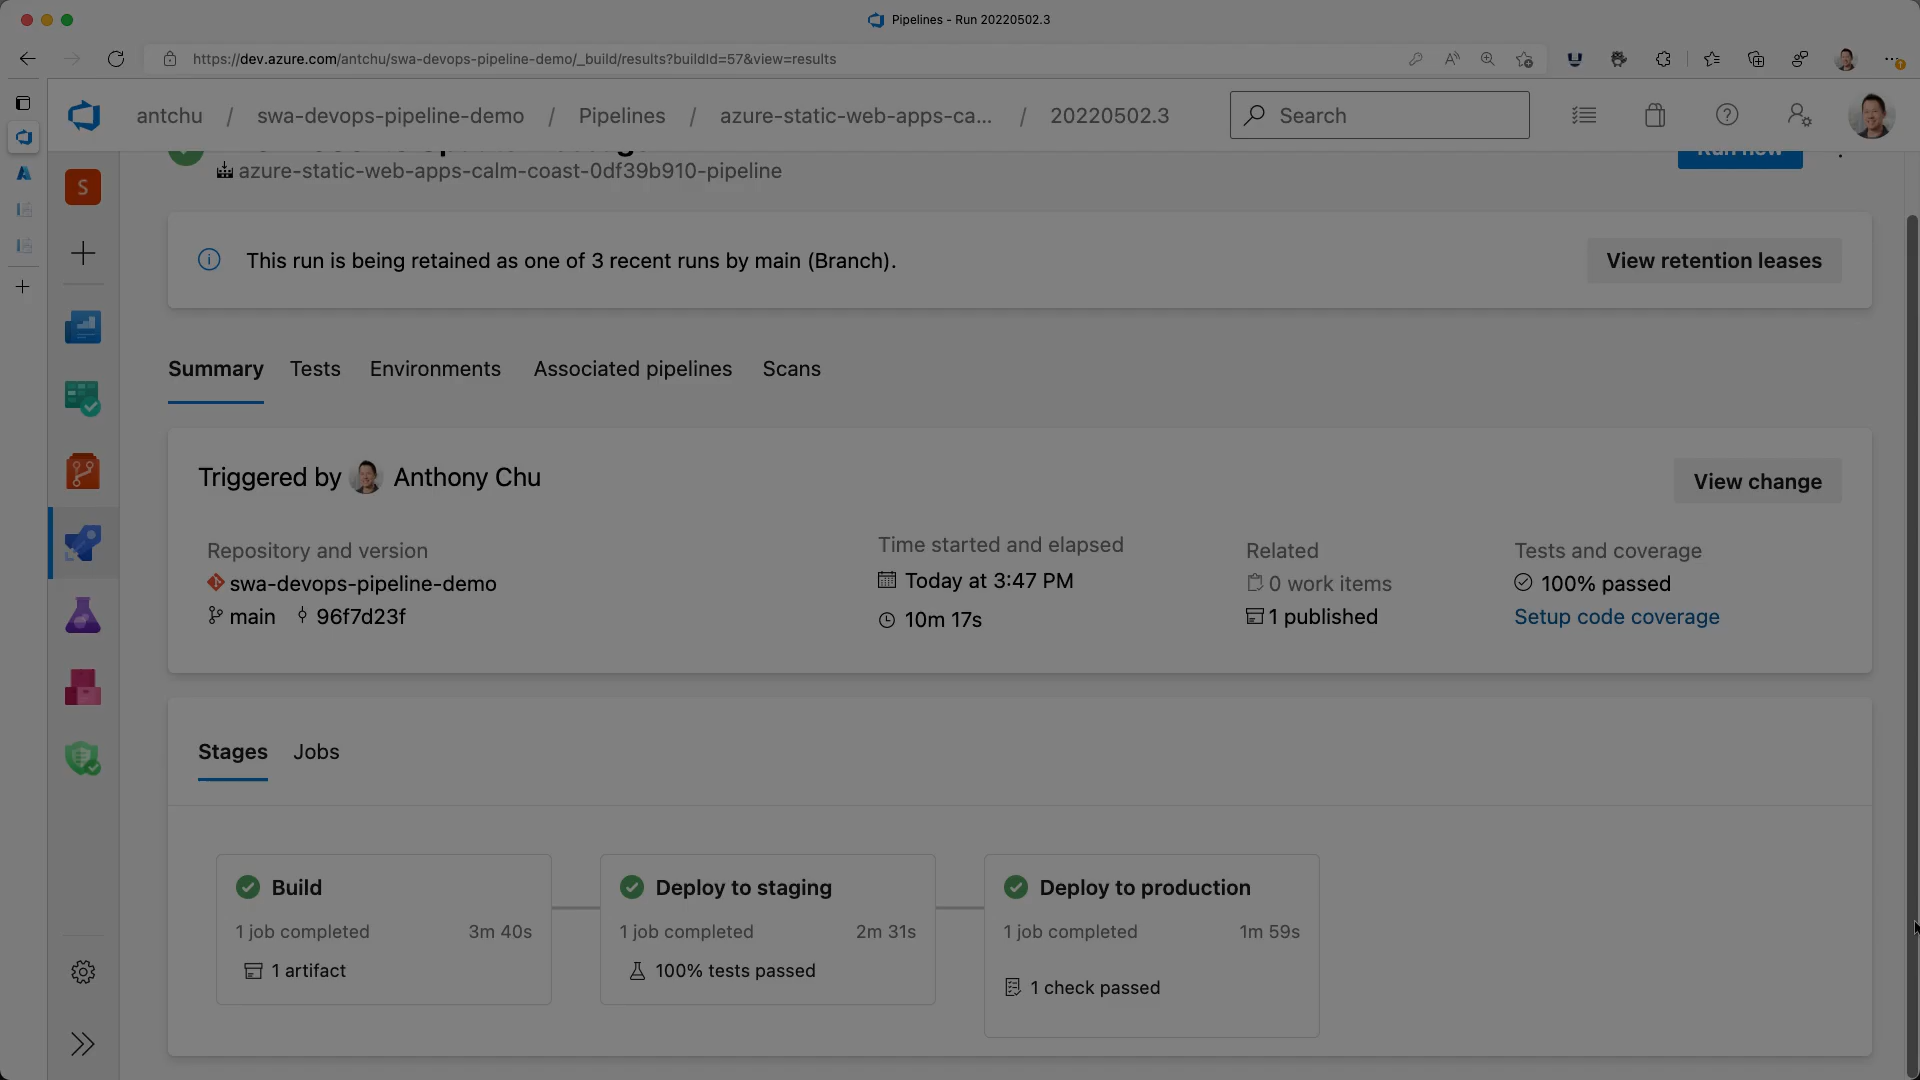 Pipelines - Run 20220502.3
https://dev.azure.com/antchu/swa-devops-pipeline-demo/_build/results?buildId=57&view=results
antchu / swa-devops-pipeline-demo / Pipelines / azure-static-web-apps-ca... / 20220502.3
Search
Run new
azure-static-web-apps-calm-coast-0df39b910-pipeline
S
This run is being retained as one of 3 recent runs by main (Branch).
View retention leases
Summary Tests Environments Associated pipelines Scans
Triggered by Anthony Chu
View change
Repository and version
swa-devops-pipeline-demo
main 96f7d23f
Time started and elapsed
Today at 3:47 PM
10m 17s
Related
0 work items
1 published
Tests and coverage
100% passed
Setup code coverage
Stages Jobs
Build
1 job completed 3m 40s
1 artifact
Deploy to staging
1 job completed 2m 31s
100% tests passed
Deploy to production
1 job completed 1m 59s
1 check passed